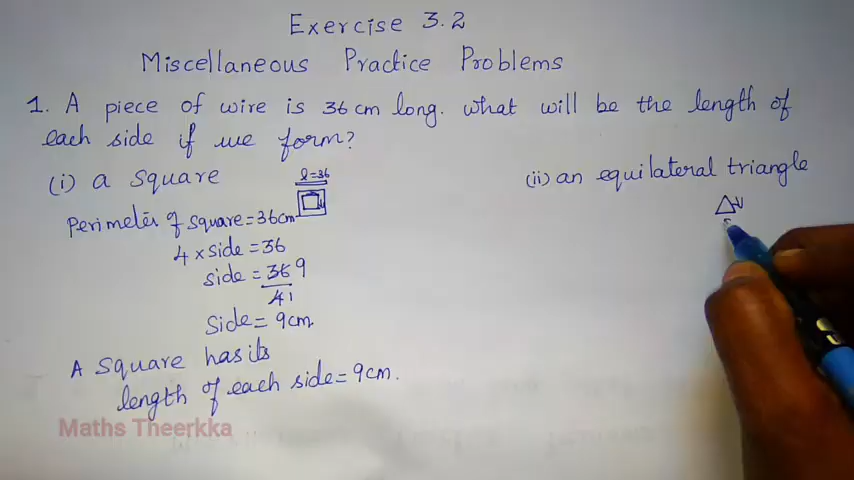 Exercise 3.2
Miscellaneous Practice Problems
1. A piece of wire is 36 cm long. what will be the length of
each side if we form?
(i) a square
l=36
Perimeter of square = 36cm
4 × side = 36
side = 36 9
4 1
Side = 9cm
A square has its
length of each side = 9cm.
(ii) an equilateral triangle
Maths Theerkka